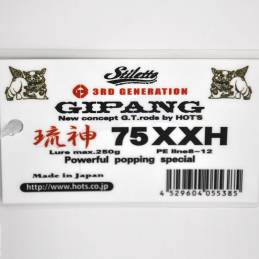 Stiletto
3RD GENERATION
GIPANG
New concept G.T.rods by HOT'S
琉神 75XXH
Lure max.250g PE line8-12
Powerful popping special
Made in Japan
http://www.hots.co.jp
4 529604 055385